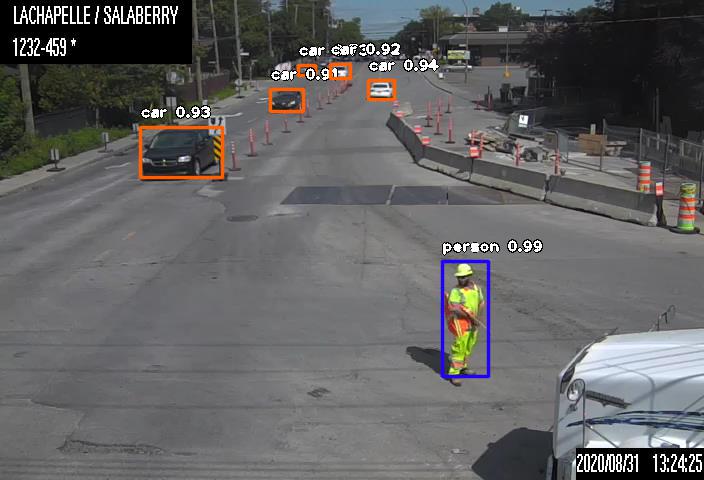 LACHAPELLE / SALABERRY
1232-459 *
car 0.92
car 0.94
car 0.91
car 0.93
person 0.99
2020/08/31 13:24:25